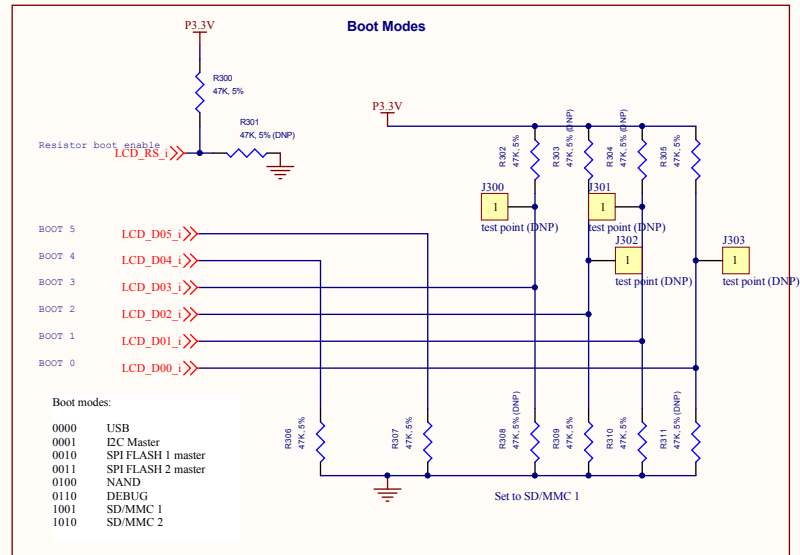 Boot Modes
P3.3V
R300
47K, 5%
R301
47K, 5% (DNP)
Resistor boot enable
LCD_RS_i
P3.3V
R302
47K, 5%
R303
47K, 5% (DNP)
R304
47K, 5% (DNP)
R305
47K, 5%
J300
1
test point (DNP)
J301
1
test point (DNP)
J302
1
test point (DNP)
J303
1
test point (DNP)
BOOT 5 LCD_D05_i
BOOT 4 LCD_D04_i
BOOT 3 LCD_D03_i
BOOT 2 LCD_D02_i
BOOT 1 LCD_D01_i
BOOT 0 LCD_D00_i
R306
47K, 5%
R307
47K, 5%
R308
47K, 5% (DNP)
R309
47K, 5%
R310
47K, 5%
R311
47K, 5% (DNP)
Boot modes:
0000 USB
0001 I2C Master
0010 SPI FLASH 1 master
0011 SPI FLASH 2 master
0100 NAND
0110 DEBUG
1001 SD/MMC 1
1010 SD/MMC 2
Set to SD/MMC 1